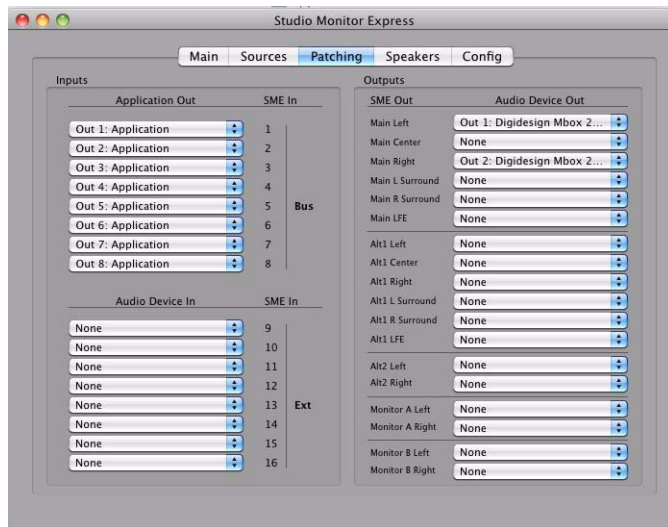 Studio Monitor Express
Main Sources Patching Speakers Config
Inputs
Application Out SME In
Out 1: Application 1
Out 2: Application 2
Out 3: Application 3
Out 4: Application 4
Out 5: Application 5 Bus
Out 6: Application 6
Out 7: Application 7
Out 8: Application 8
Audio Device In SME In
None 9
None 10
None 11
None 12
None 13 Ext
None 14
None 15
None 16
Outputs
SME Out Audio Device Out
Main Left Out 1: Digidesign Mbox 2...
Main Center None
Main Right Out 2: Digidesign Mbox 2...
Main L Surround None
Main R Surround None
Main LFE None
Alt1 Left None
Alt1 Center None
Alt1 Right None
Alt1 L Surround None
Alt1 R Surround None
Alt1 LFE None
Alt2 Left None
Alt2 Right None
Monitor A Left None
Monitor A Right None
Monitor B Left None
Monitor B Right None